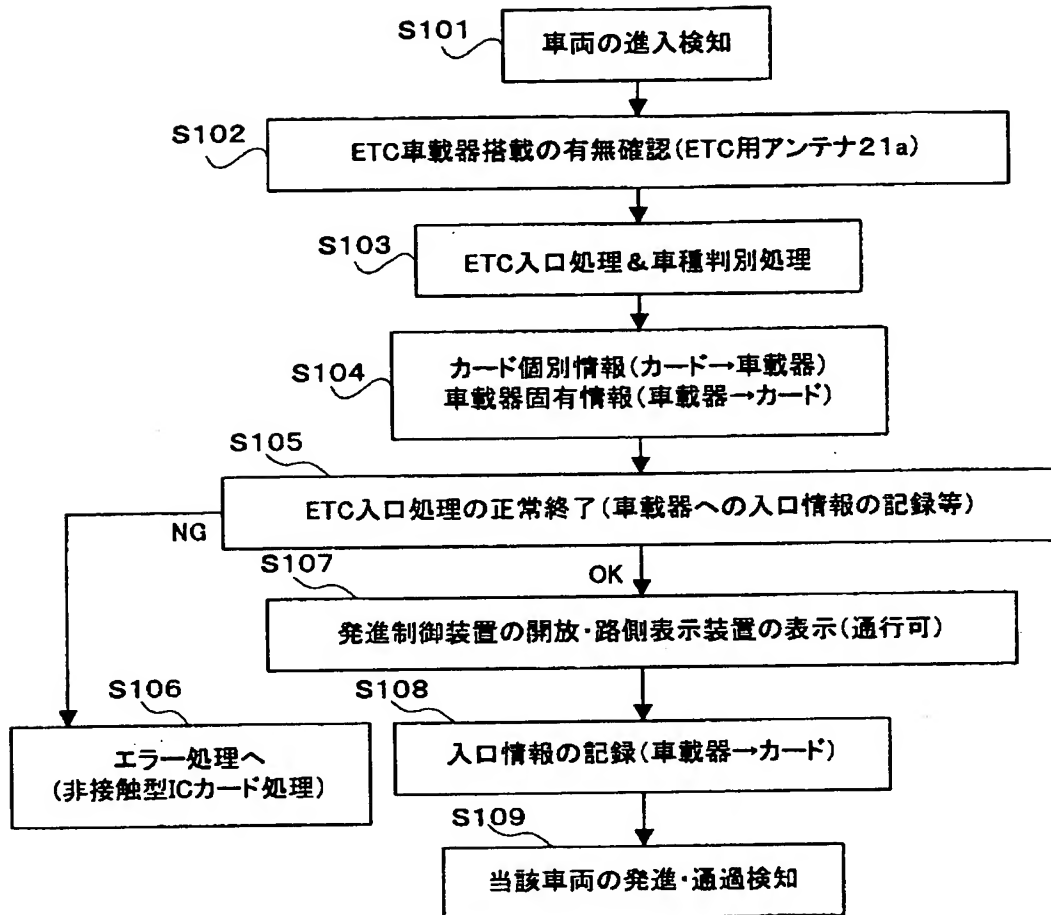 S101
車両の進入検知
S102
ETC車載器搭載の有無確認(ETC用アンテナ21a)
S103
ETC入口処理&車種判別処理
S104
カード個別情報(カード→車載器)
車載器固有情報(車載器→カード)
S105
ETC入口処理の正常終了(車載器への入口情報の記録等)
NG
OK
S107
発進制御装置の開放・路側表示装置の表示(通行可)
S106
エラー処理へ
(非接触型ICカード処理)
S108
入口情報の記録(車載器→カード)
S109
当該車両の発進・通過検知